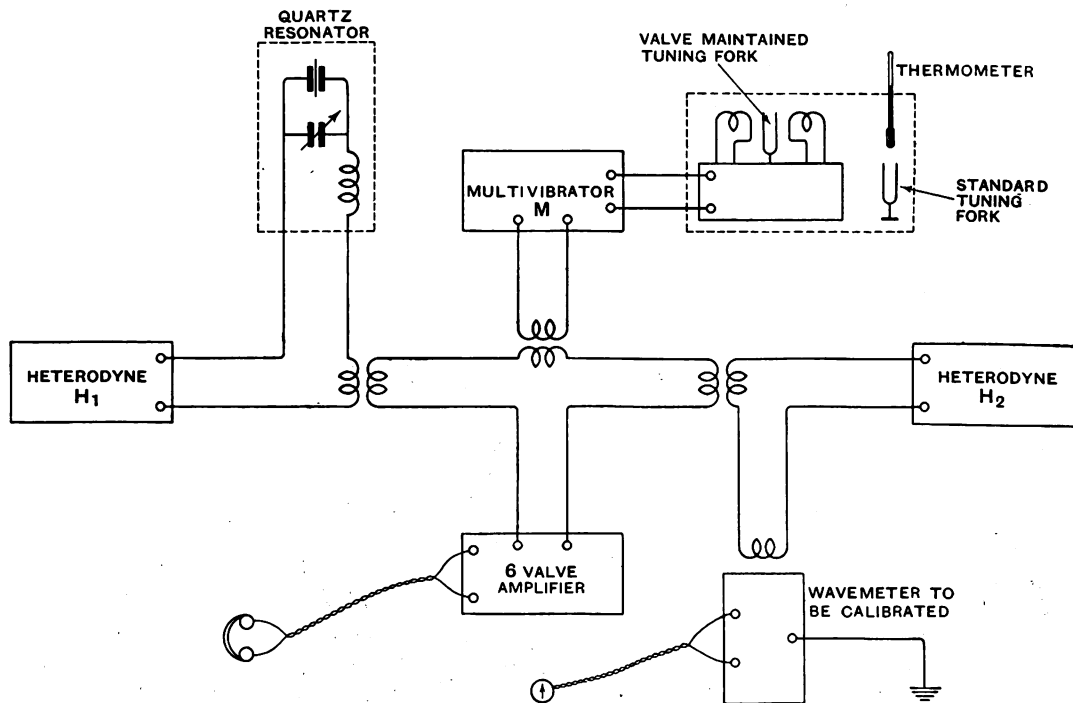 QUARTZ
RESONATOR
VALVE MAINTAINED
TUNING FORK
THERMOMETER
MULTIVIBRATOR
M
STANDARD
TUNING
FORK
HETERODYNE
H1
HETERODYNE
H2
6 VALVE
AMPLIFIER
WAVEMETER TO
BE CALIBRATED